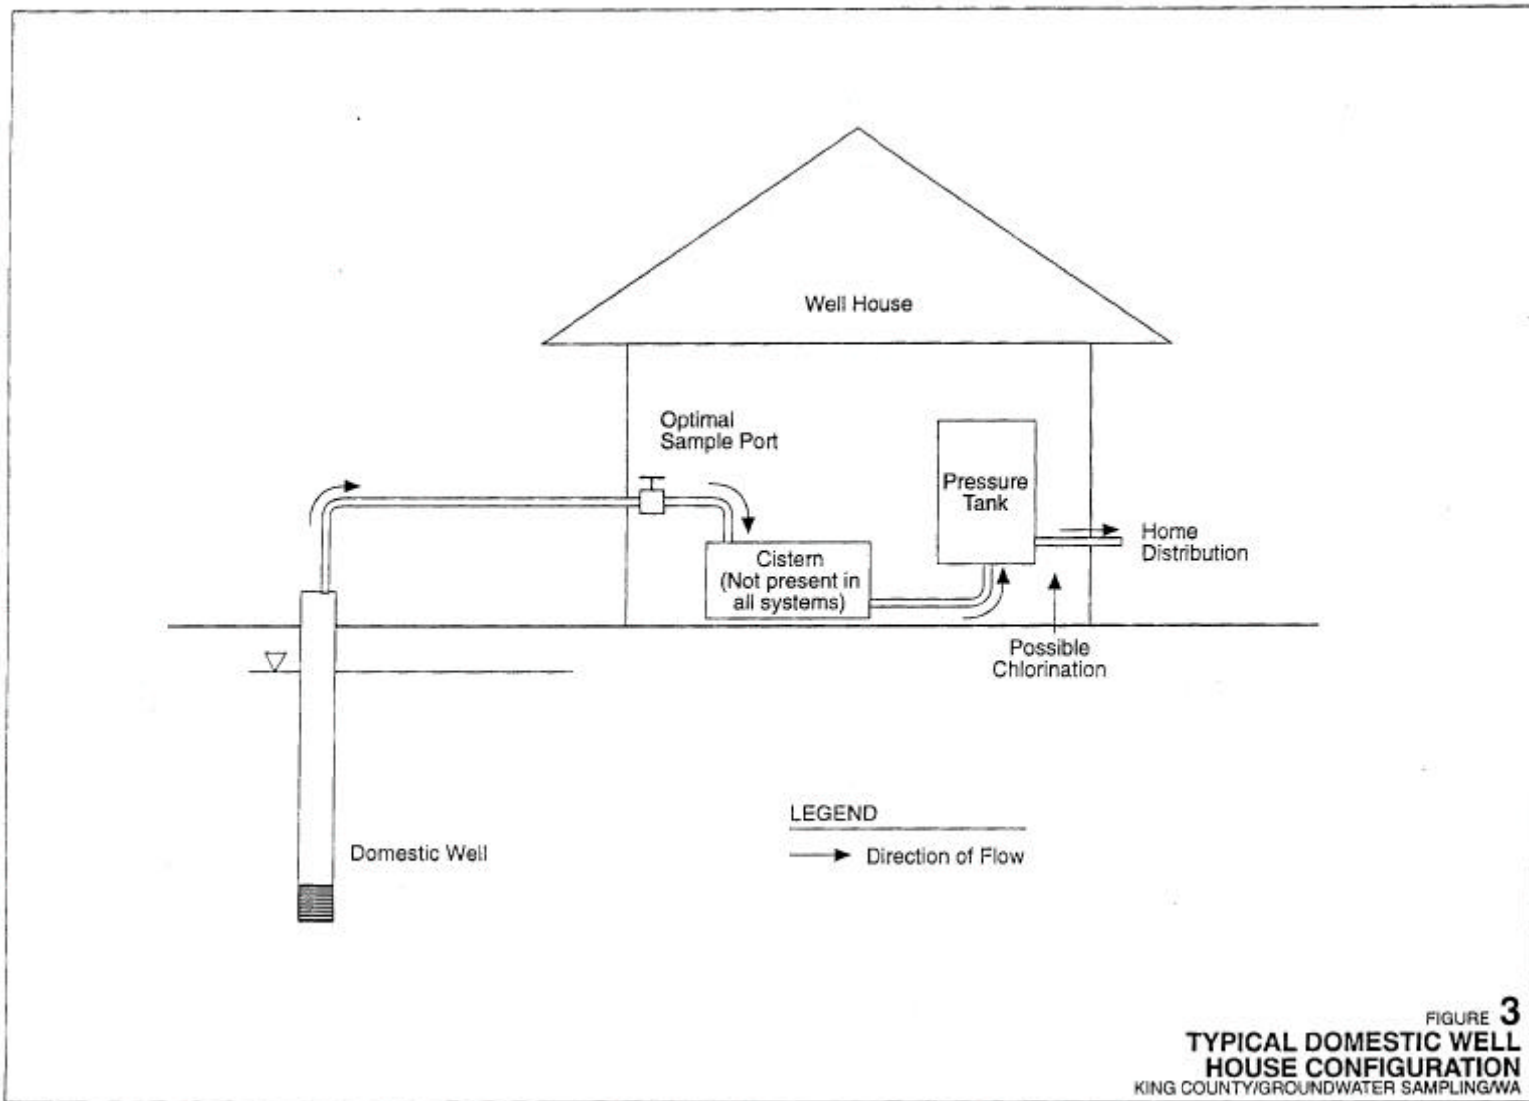 Well House
Optimal
Sample Port
Pressure
Tank
Home
Distribution
Cistern
(Not present in
all systems)
Possible
Chlorination
Domestic Well
LEGEND
Direction of Flow
FIGURE 3
TYPICAL DOMESTIC WELL
HOUSE CONFIGURATION
KING COUNTY/GROUNDWATER SAMPLING/WA